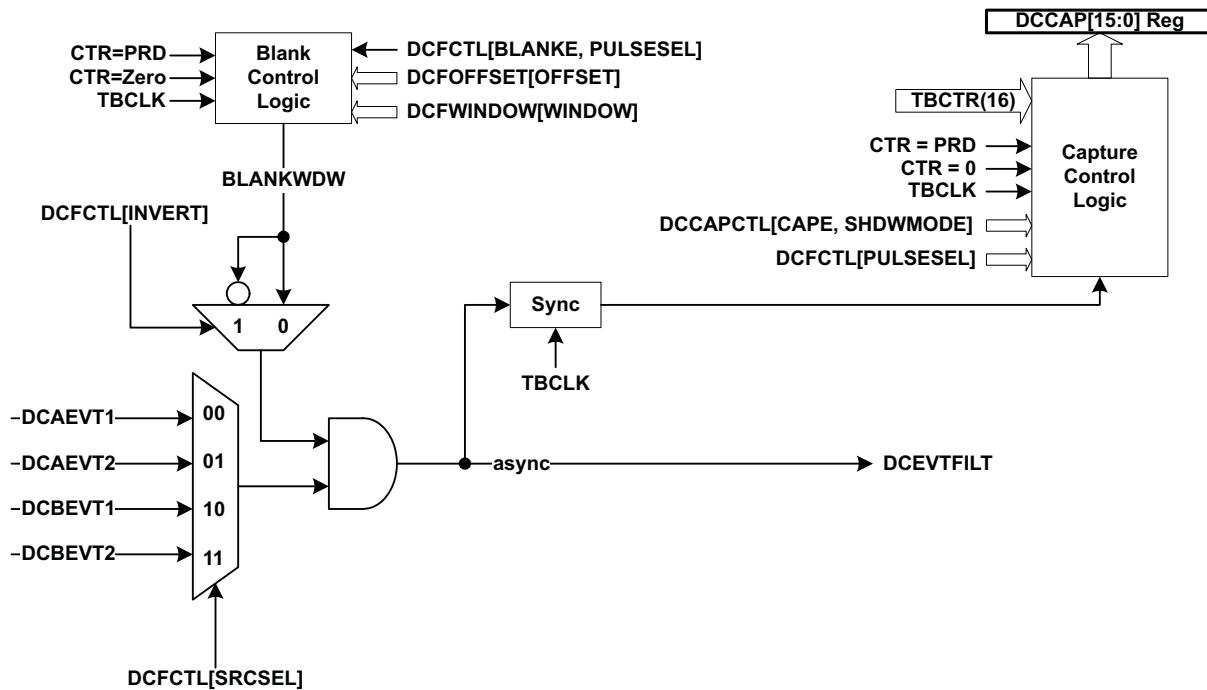 DCCAP[15:0] Reg
CTR=PRD
CTR=Zero
TBCLK
Blank
Control
Logic
DCFCTL[BLANKE, PULSESEL]
DCFOFFSET[OFFSET]
DCFWINDOW[WINDOW]
TBCTR(16)
CTR = PRD
CTR = 0
TBCLK
DCCAPCTL[CAPE, SHDWMODE]
DCFCTL[PULSESEL]
Capture
Control
Logic
BLANKWDW
DCFCTL[INVERT]
1 0
Sync
TBCLK
–DCAEVT1
–DCAEVT2
–DCBEVT1
–DCBEVT2
00
01
10
11
async
DCEVTFILT
DCFCTL[SRCSEL]